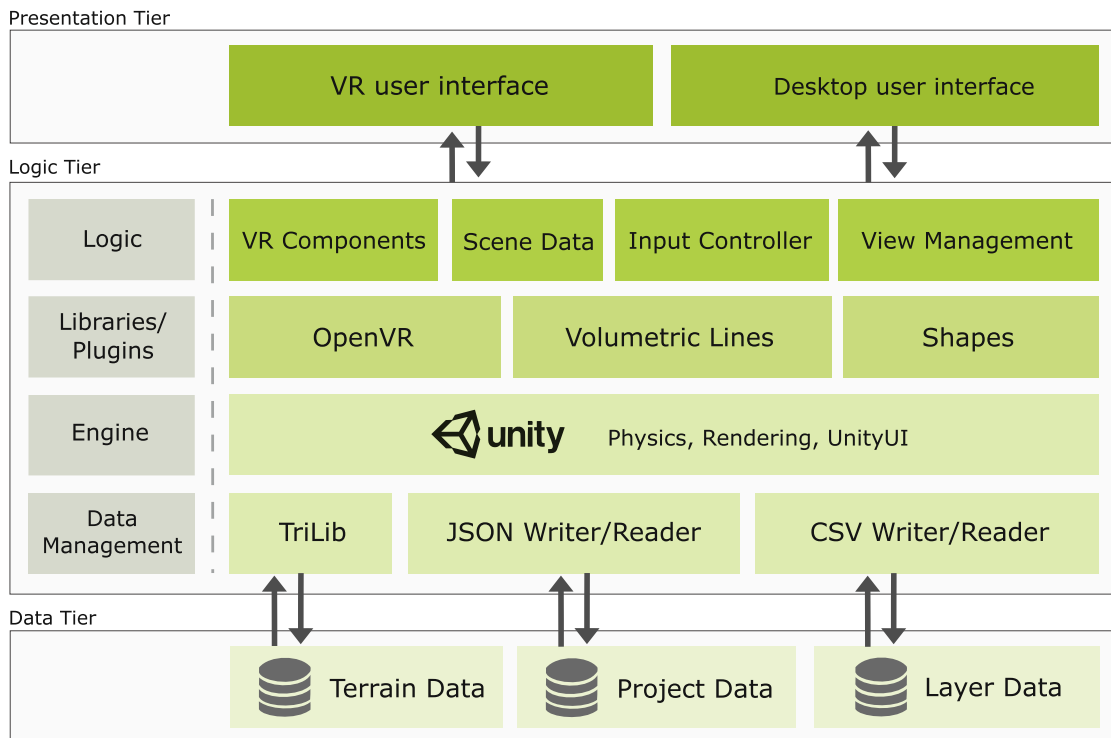 Presentation Tier
VR user interface
Desktop user interface
Logic Tier
Logic
VR Components
Scene Data
Input Controller
View Management
Libraries/
Plugins
OpenVR
Volumetric Lines
Shapes
Engine
unity
Physics, Rendering, UnityUI
Data
Management
TriLib
JSON Writer/Reader
CSV Writer/Reader
Data Tier
Terrain Data
Project Data
Layer Data